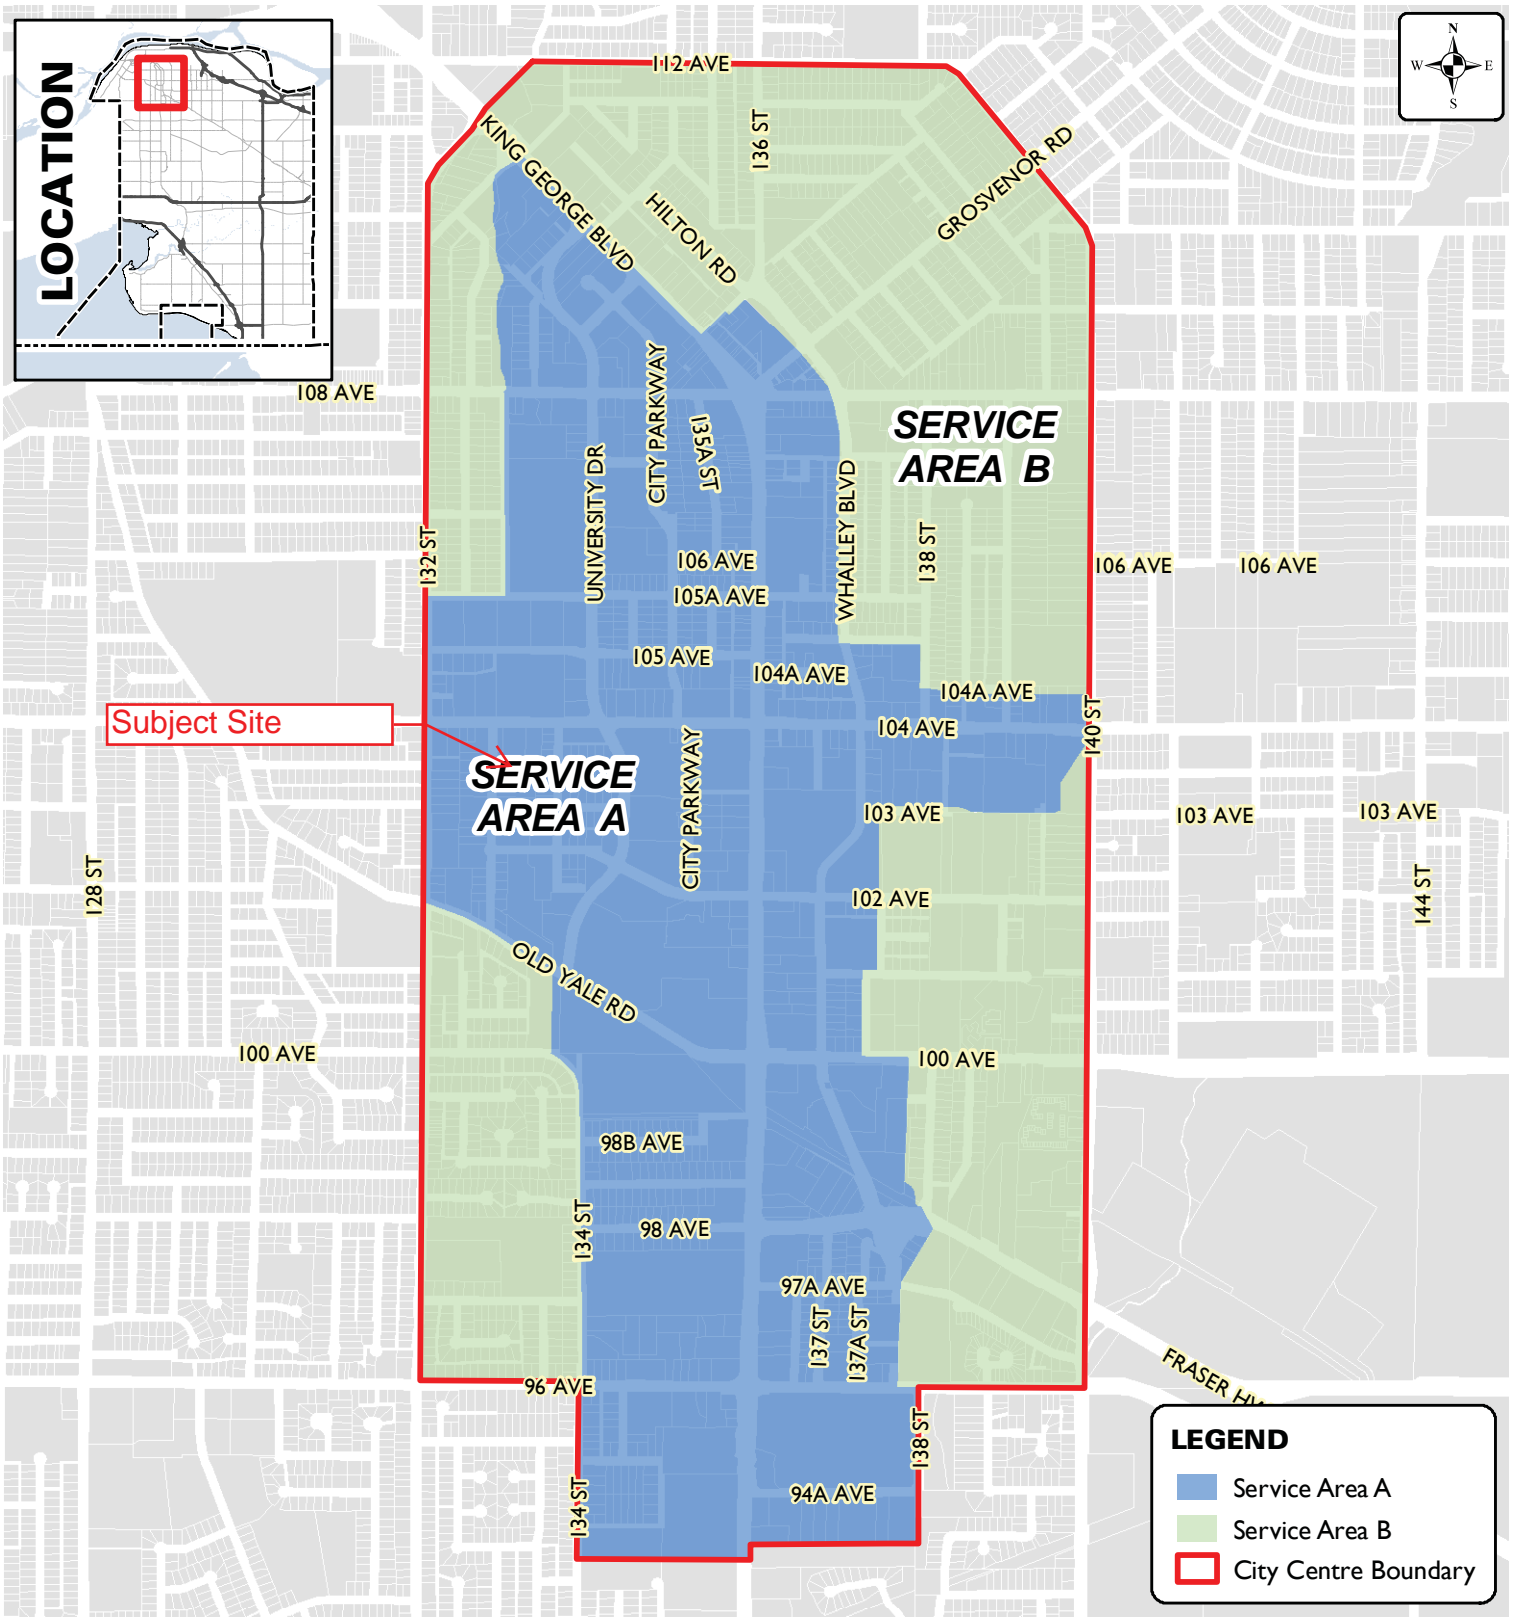 LOCATION
N
W
E
S
112 AVE
KING GEORGE BLVD
136 ST
HILTON RD
GROSVENOR RD
108 AVE
CITY PARKWAY
135A ST
UNIVERSITY DR
SERVICE
AREA B
132 ST
WHALLEY BLVD
138 ST
106 AVE
106 AVE
106 AVE
105A AVE
105 AVE
104A AVE
104A AVE
Subject Site
104 AVE
140 ST
SERVICE
AREA A
CITY PARKWAY
103 AVE
103 AVE
103 AVE
128 ST
102 AVE
144 ST
OLD YALE RD
100 AVE
100 AVE
98B AVE
134 ST
98 AVE
97A AVE
137 ST
137A ST
96 AVE
FRASER
138 ST
134 ST
94A AVE
LEGEND
Service Area A
Service Area B
City Centre Boundary